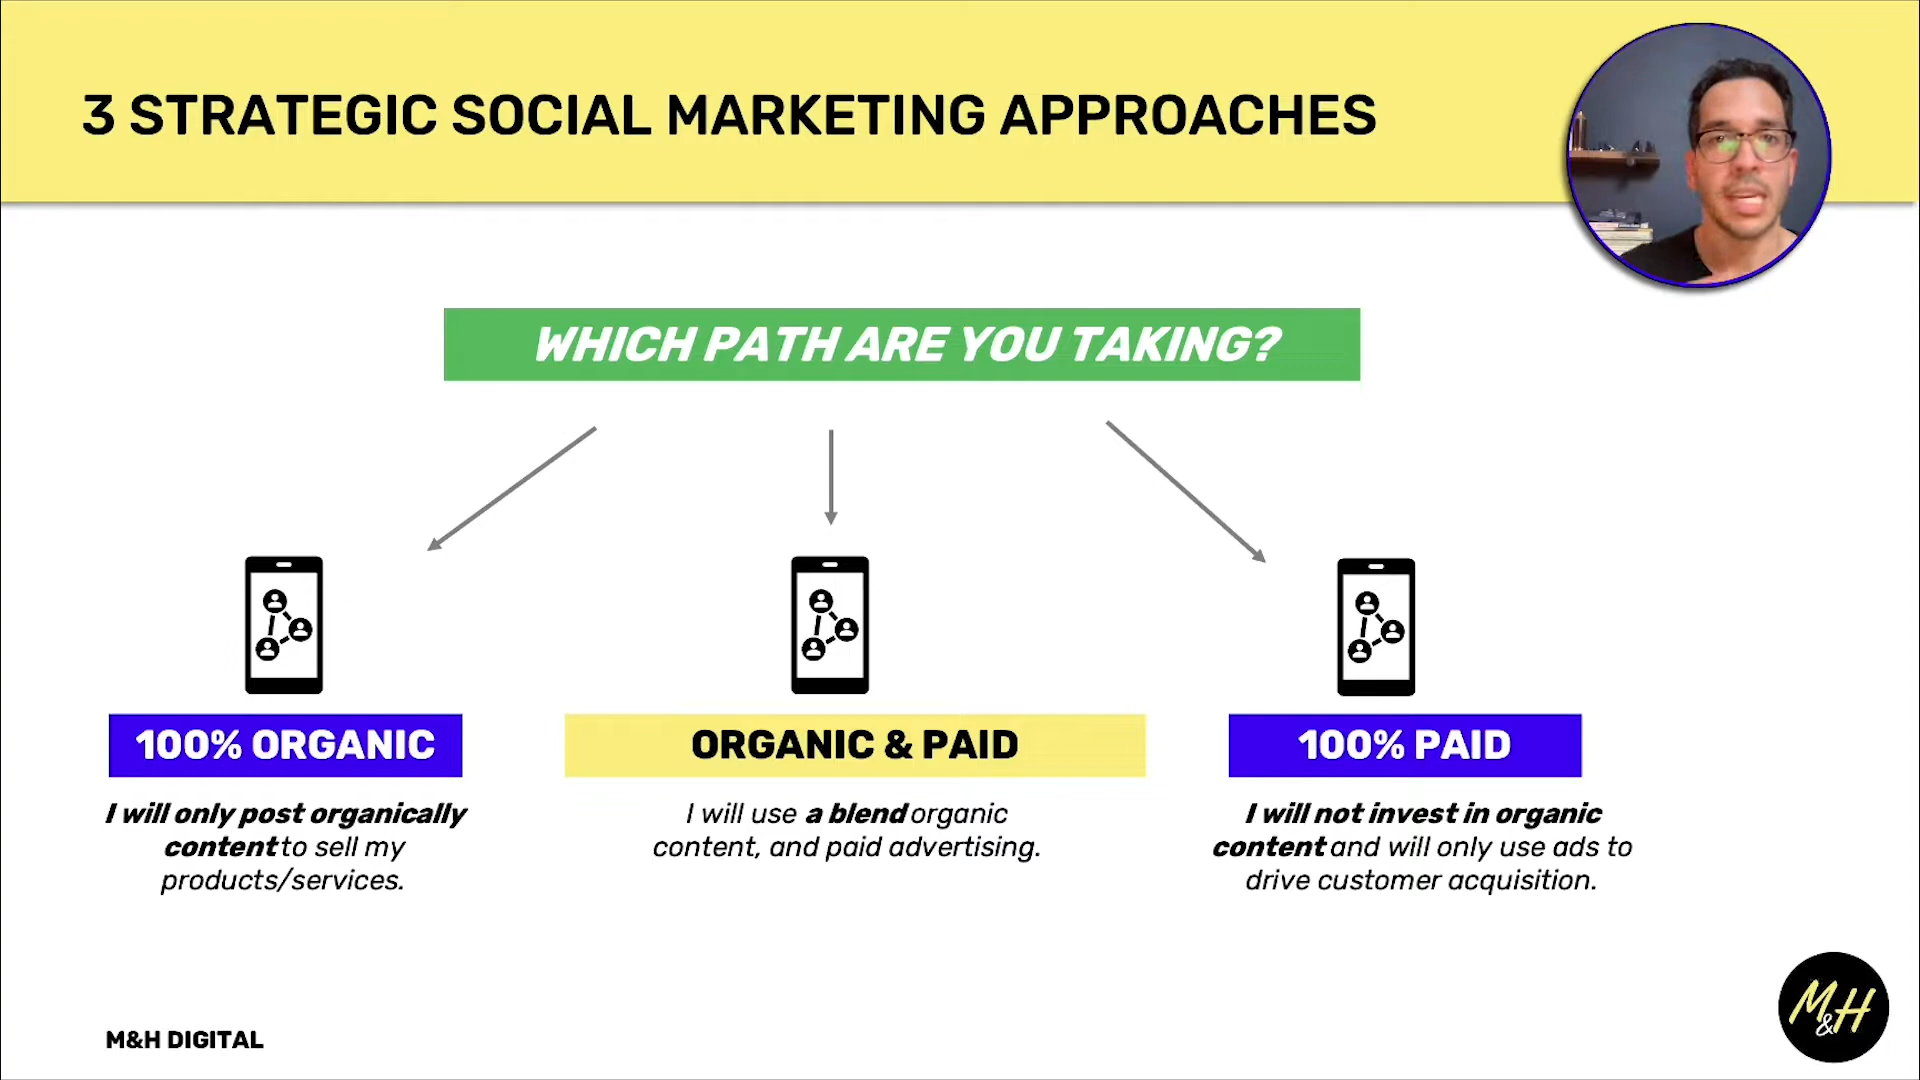 3 STRATEGIC SOCIAL MARKETING APPROACHES
WHICH PATH ARE YOU TAKING?
100% ORGANIC
I will only post organically
content to sell my
products/services.
ORGANIC & PAID
I will use a blend organic
content, and paid advertising.
100% PAID
I will not invest in organic
content and will only use ads to
drive customer acquisition.
M&H DIGITAL
M&H